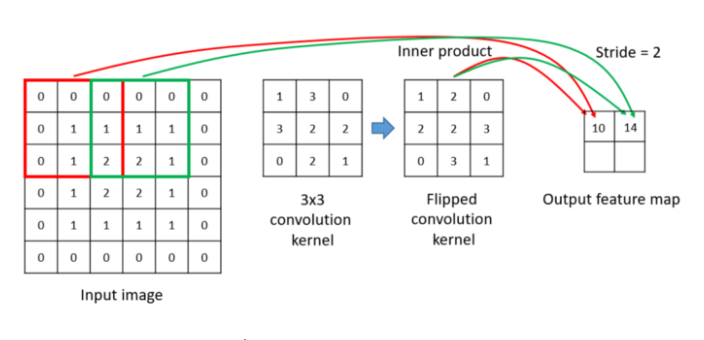 Inner product
Stride = 2
0 0 0 0 0 0
0 1 1 1 1 0
0 1 2 2 1 0
0 1 2 2 1 0
0 1 1 1 1 0
0 0 0 0 0 0
Input image
1 3 0
3 2 2
0 2 1
3x3
convolution
kernel
1 2 0
2 2 3
0 3 1
Flipped
convolution
kernel
10 14
Output feature map